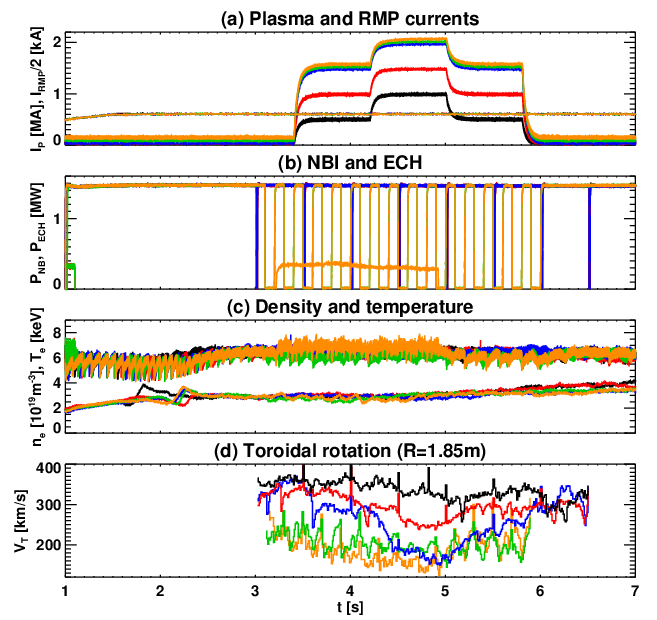 (a) Plasma and RMP currents
I_P [MA], I_RMP/2 [kA]
2
1
0
(b) NBI and ECH
P_NB, P_ECH [MW]
1
0
(c) Density and temperature
n_e [10^19 m^-3], T_e [keV]
8
6
4
2
0
(d) Toroidal rotation (R=1.85m)
V_T [km/s]
400
300
200
1 2 3 4 5 6 7
t [s]